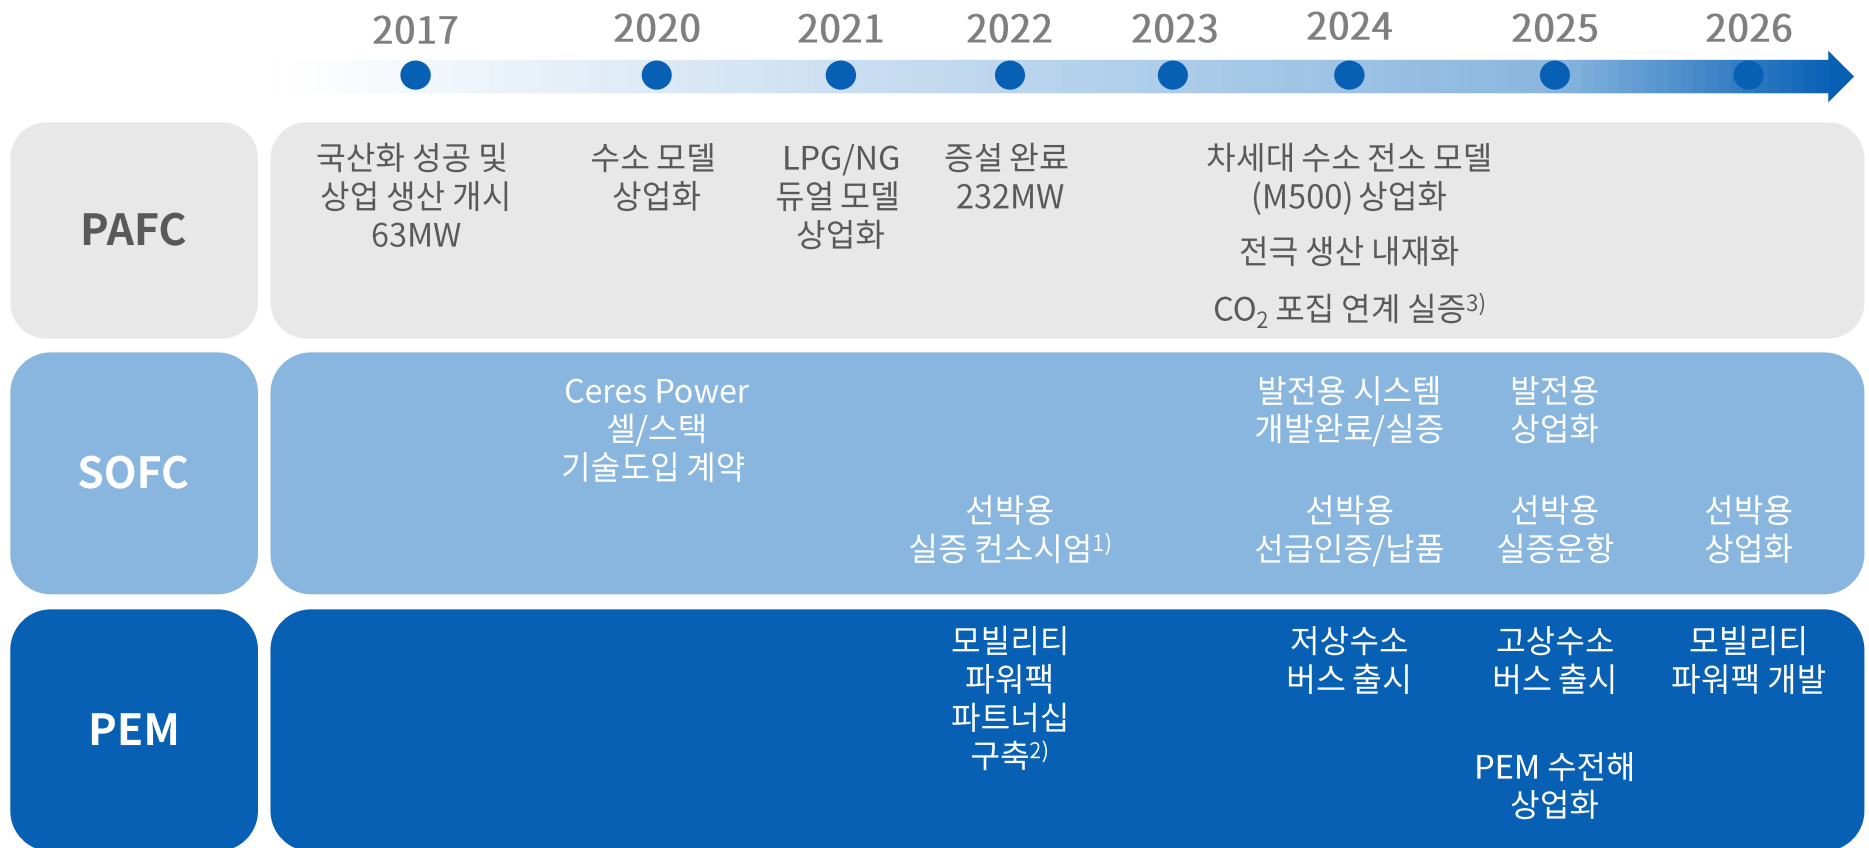 2017 2020 2021 2022 2023 2024 2025 2026
PAFC
국산화 성공 및
상업 생산 개시
63MW
수소 모델
상업화
LPG/NG
듀얼 모델
상업화
증설 완료
232MW
차세대 수소 전소 모델
(M500) 상업화
전극 생산 내재화
CO₂ 포집 연계 실증³⁾
SOFC
Ceres Power
셀/스택
기술도입 계약
선박용
실증 컨소시엄¹⁾
발전용 시스템
개발완료/실증
선박용
선급인증/납품
발전용
상업화
선박용
실증운항
선박용
상업화
PEM
모빌리티
파워팩
파트너십
구축²⁾
저상수소
버스 출시
고상수소
버스 출시
PEM 수전해
상업화
모빌리티
파워팩 개발